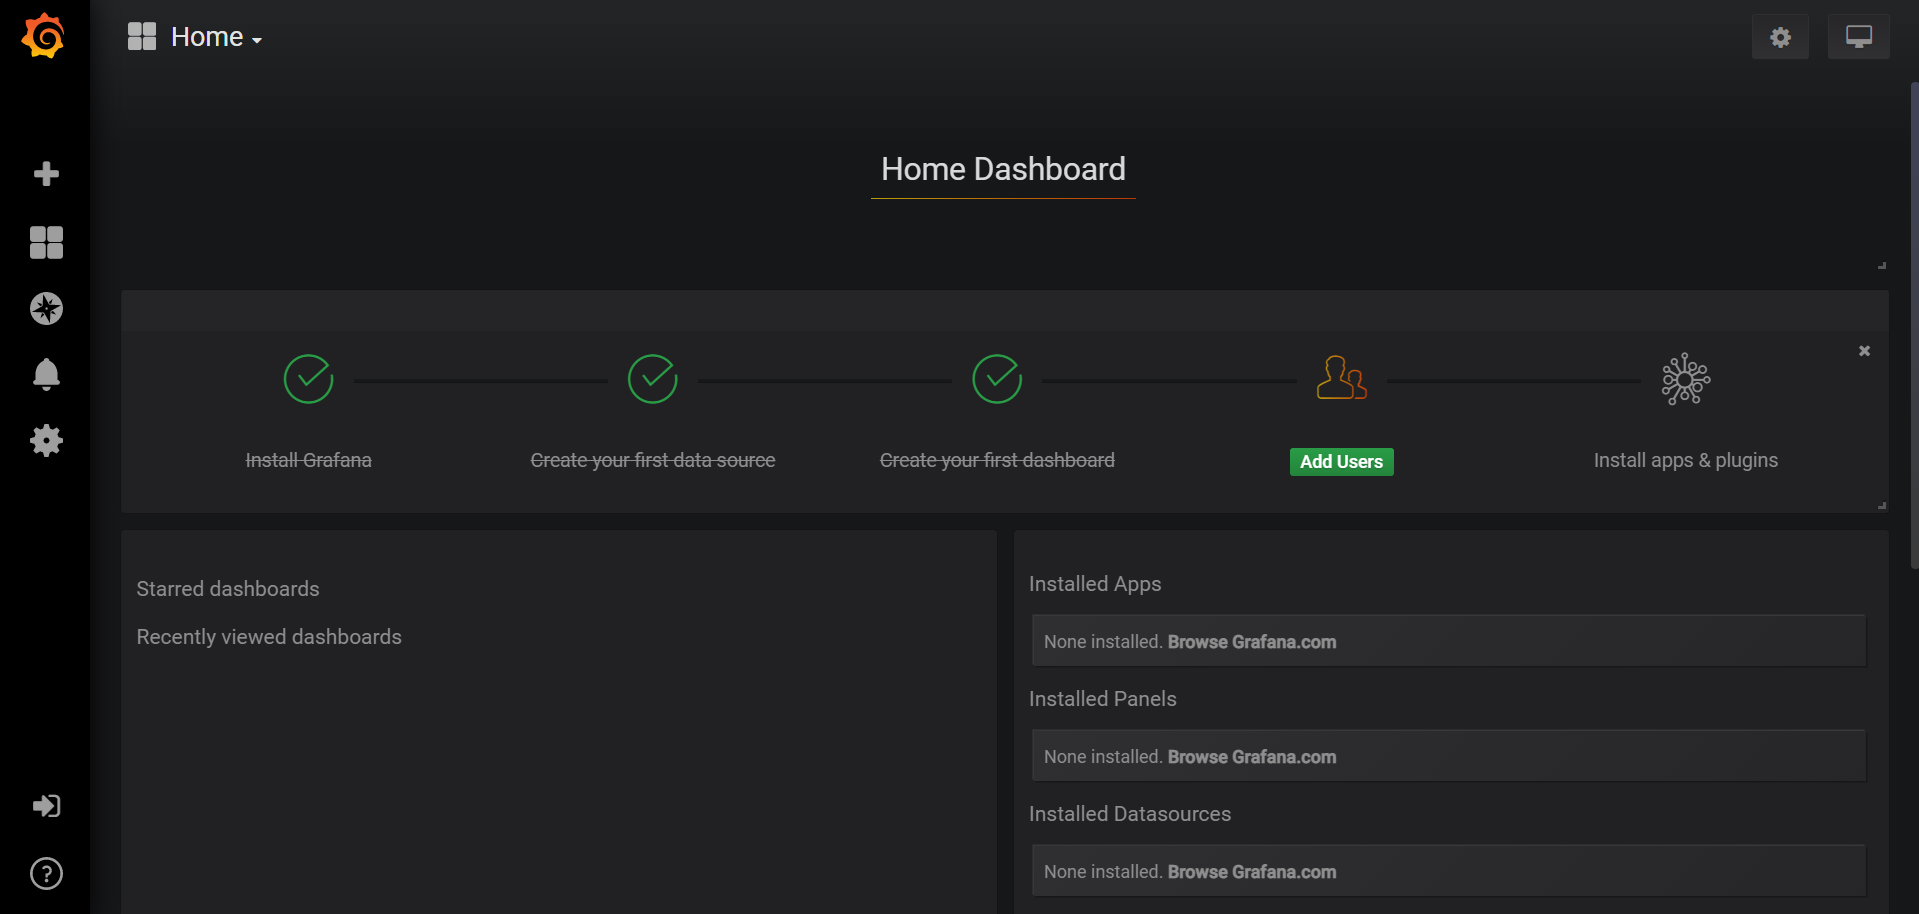 Home
Home Dashboard
Install Grafana
Create your first data source
Create your first dashboard
Add Users
Install apps & plugins
Starred dashboards
Recently viewed dashboards
Installed Apps
None installed. Browse Grafana.com
Installed Panels
None installed. Browse Grafana.com
Installed Datasources
None installed. Browse Grafana.com